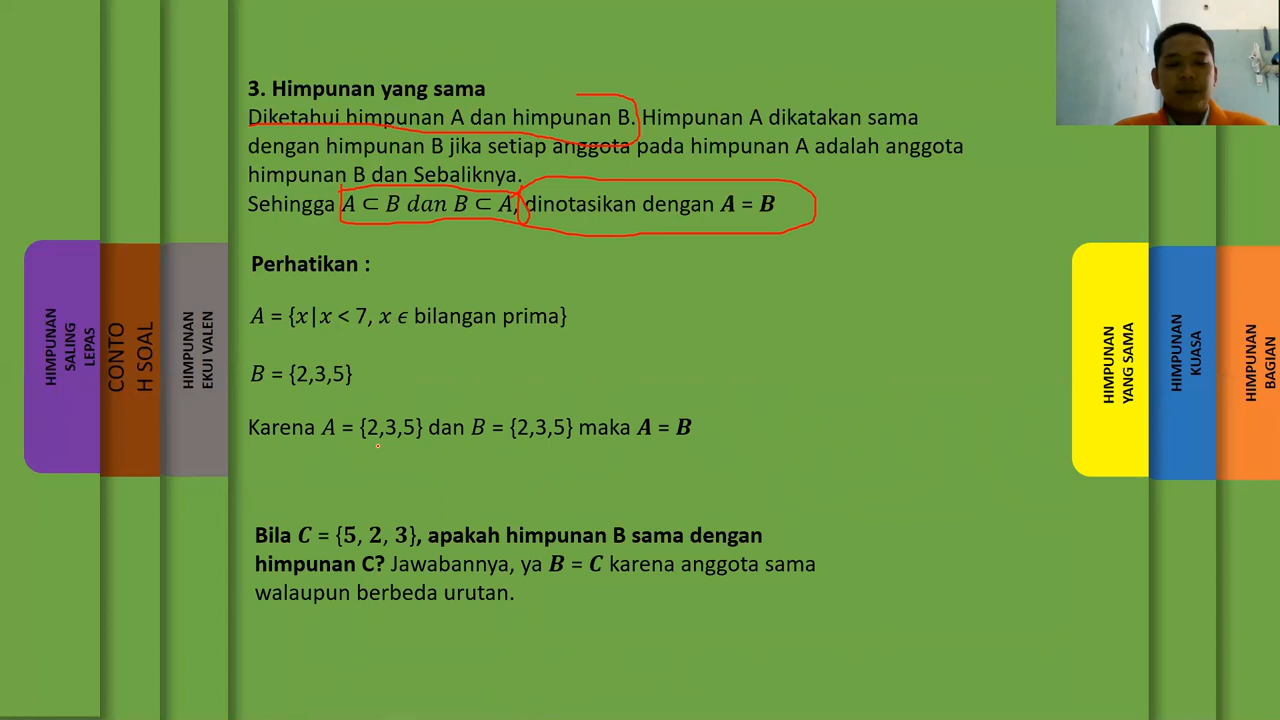 3. Himpunan yang sama
Diketahui himpunan A dan himpunan B. Himpunan A dikatakan sama
dengan himpunan B jika setiap anggota pada himpunan A adalah anggota
himpunan B dan Sebaliknya.
Sehingga A ⊂ B dan B ⊂ A, dinotasikan dengan A = B
Perhatikan :
A = {x|x < 7, x ϵ bilangan prima}
B = {2,3,5}
Karena A = {2,3,5} dan B = {2,3,5} maka A = B
Bila C = {5, 2, 3}, apakah himpunan B sama dengan
himpunan C? Jawabannya, ya B = C karena anggota sama
walaupun berbeda urutan.
HIMPUNAN
SALING
LEPAS
CONTO
H SOAL
HIMPUNAN
EKUI VALEN
HIMPUNAN
YANG SAMA
HIMPUNAN
KUASA
HIMPUNAN
BAGIAN